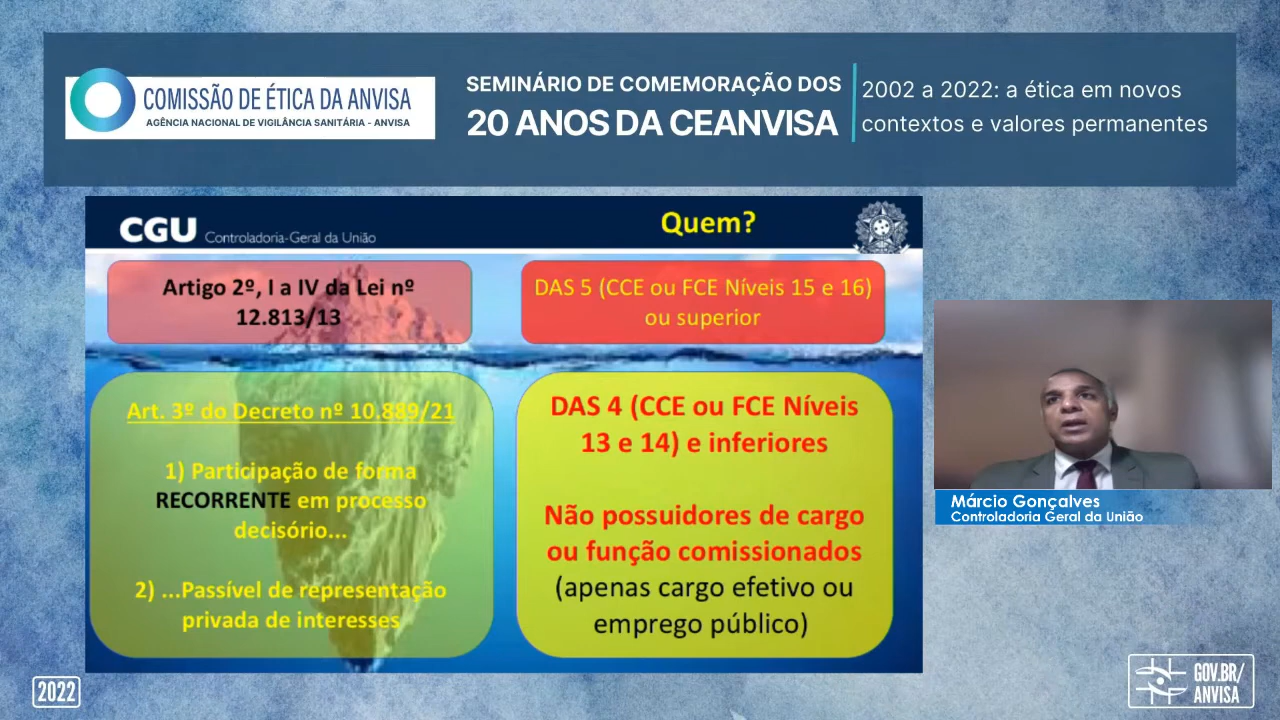 COMISSÃO DE ÉTICA DA ANVISA
AGÊNCIA NACIONAL DE VIGILÂNCIA SANITÁRIA - ANVISA
SEMINÁRIO DE COMEMORAÇÃO DOS
20 ANOS DA CEANVISA
2002 a 2022: a ética em novos
contextos e valores permanentes
CGU Controladoria-Geral da União
Quem?
Artigo 2º, I a IV da Lei nº
12.813/13
DAS 5 (CCE ou FCE Níveis 15 e 16)
ou superior
Art. 3º do Decreto nº 10.889/21
1) Participação de forma
RECORRENTE em processo
decisório...
2) ...Passível de representação
privada de interesses
DAS 4 (CCE ou FCE Níveis
13 e 14) e inferiores
Não possuidores de cargo
ou função comissionados
(apenas cargo efetivo ou
emprego público)
Márcio Gonçalves
Controladoria Geral da União
2022
GOV.BR/
ANVISA